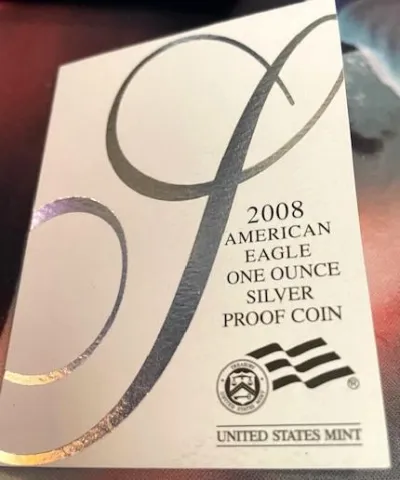 2008
AMERICAN
EAGLE
ONE OUNCE
SILVER
PROOF COIN
®
UNITED STATES MINT